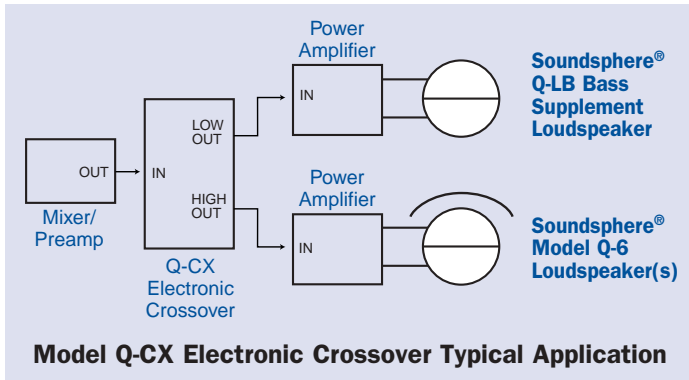 Power
Amplifier
IN
Soundsphere®
Q-LB Bass
Supplement
Loudspeaker
LOW
OUT
OUT
IN
HIGH
OUT
Mixer/
Preamp
Q-CX
Electronic
Crossover
Power
Amplifier
IN
Soundsphere®
Model Q-6
Loudspeaker(s)
Model Q-CX Electronic Crossover Typical Application